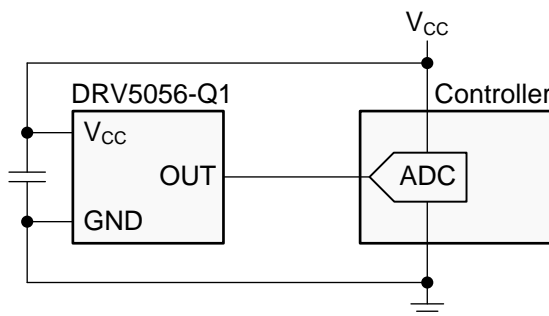 VCC
DRV5056-Q1
Controller
VCC
OUT
ADC
GND